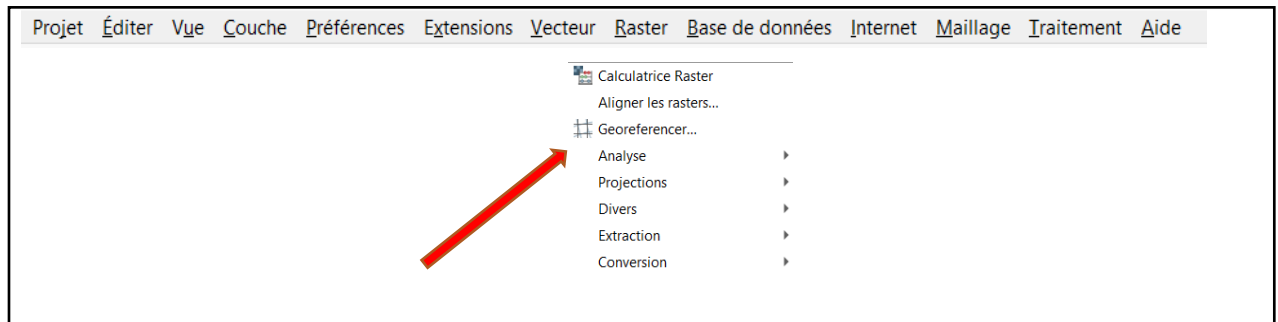 Projet Éditer Vue Couche Préférences Extensions Vecteur Raster Base de données Internet Maillage Traitement Aide
Calculatrice Raster
Aligner les rasters...
Georeferencer...
Analyse
Projections
Divers
Extraction
Conversion